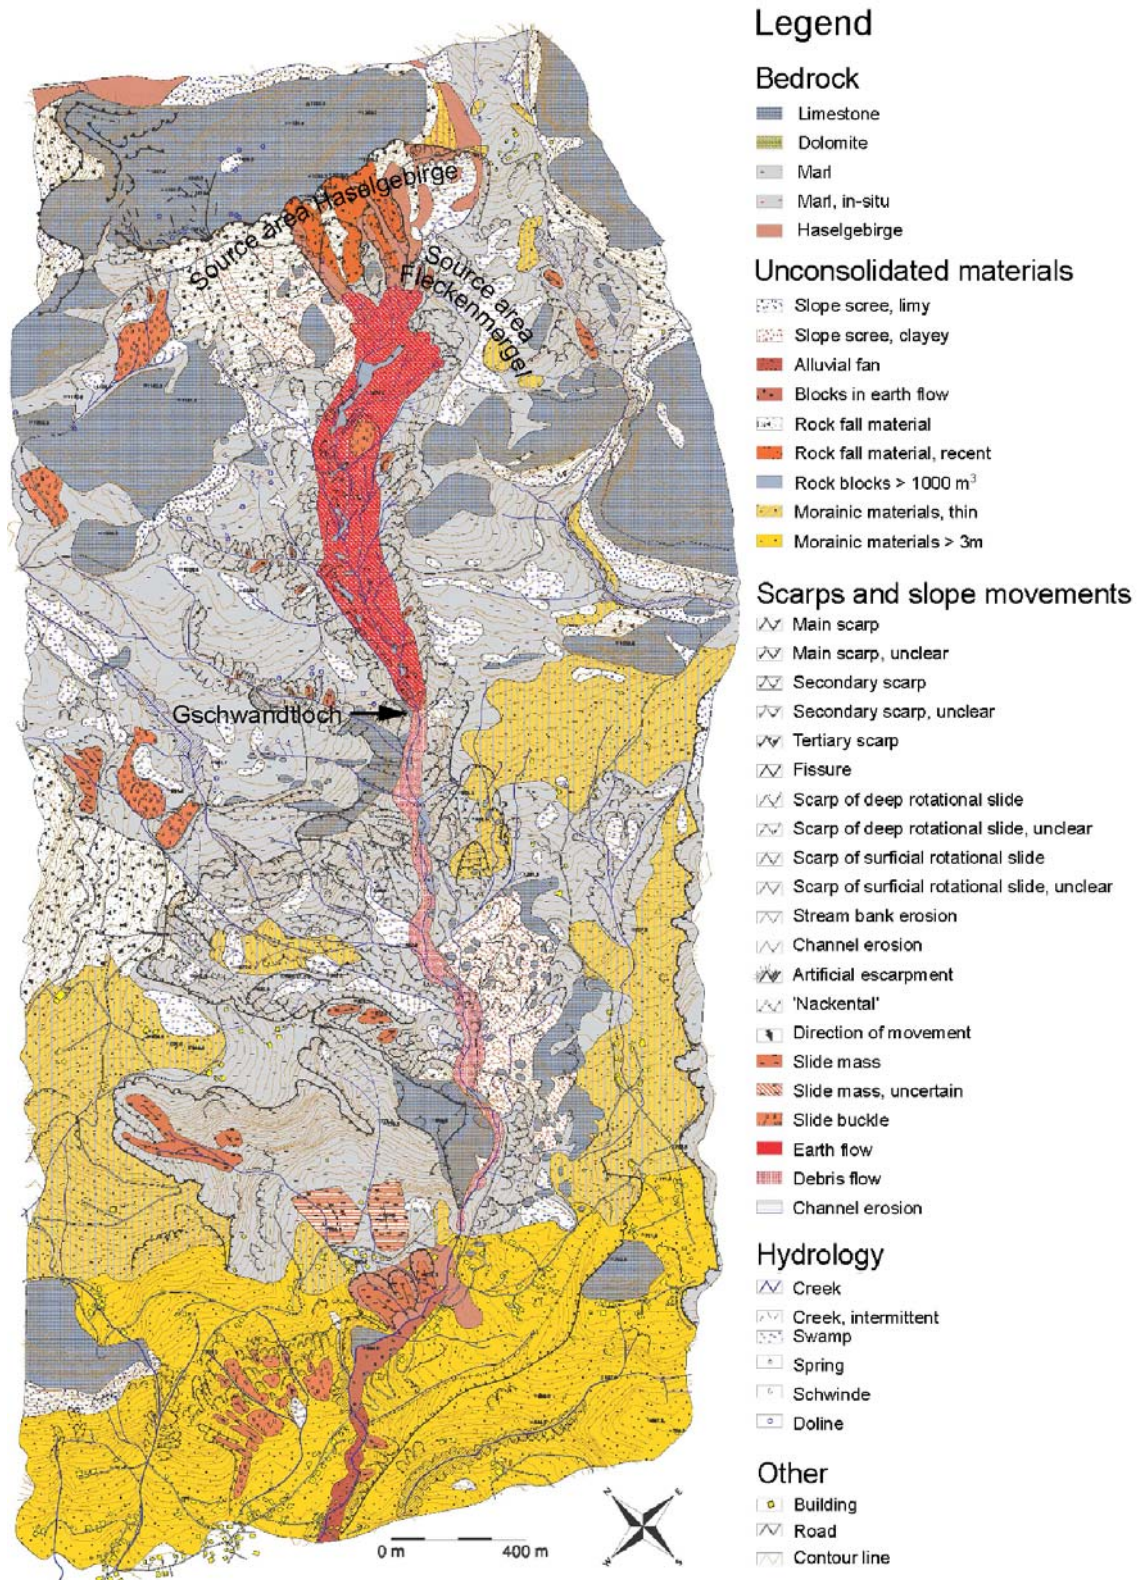 Legend
Bedrock
Limestone
Dolomite
Marl
Marl, in-situ
Haselgebirge
Unconsolidated materials
Slope scree, limy
Slope scree, clayey
Alluvial fan
Blocks in earth flow
Rock fall material
Rock fall material, recent
Rock blocks > 1000 m³
Morainic materials, thin
Morainic materials > 3m
Scarps and slope movements
Main scarp
Main scarp, unclear
Secondary scarp
Secondary scarp, unclear
Tertiary scarp
Fissure
Scarp of deep rotational slide
Scarp of deep rotational slide, unclear
Scarp of surficial rotational slide
Scarp of surficial rotational slide, unclear
Stream bank erosion
Channel erosion
Artificial escarpment
'Nackental'
Direction of movement
Slide mass
Slide mass, uncertain
Slide buckle
Earth flow
Debris flow
Channel erosion
Hydrology
Creek
Creek, intermittent
Swamp
Spring
Schwinde
Doline
Other
Building
Road
Contour line
Source area Haselgebirge
Source area
Fleckenmergel
Gschwandtloch
0 m 400 m
N E
W S